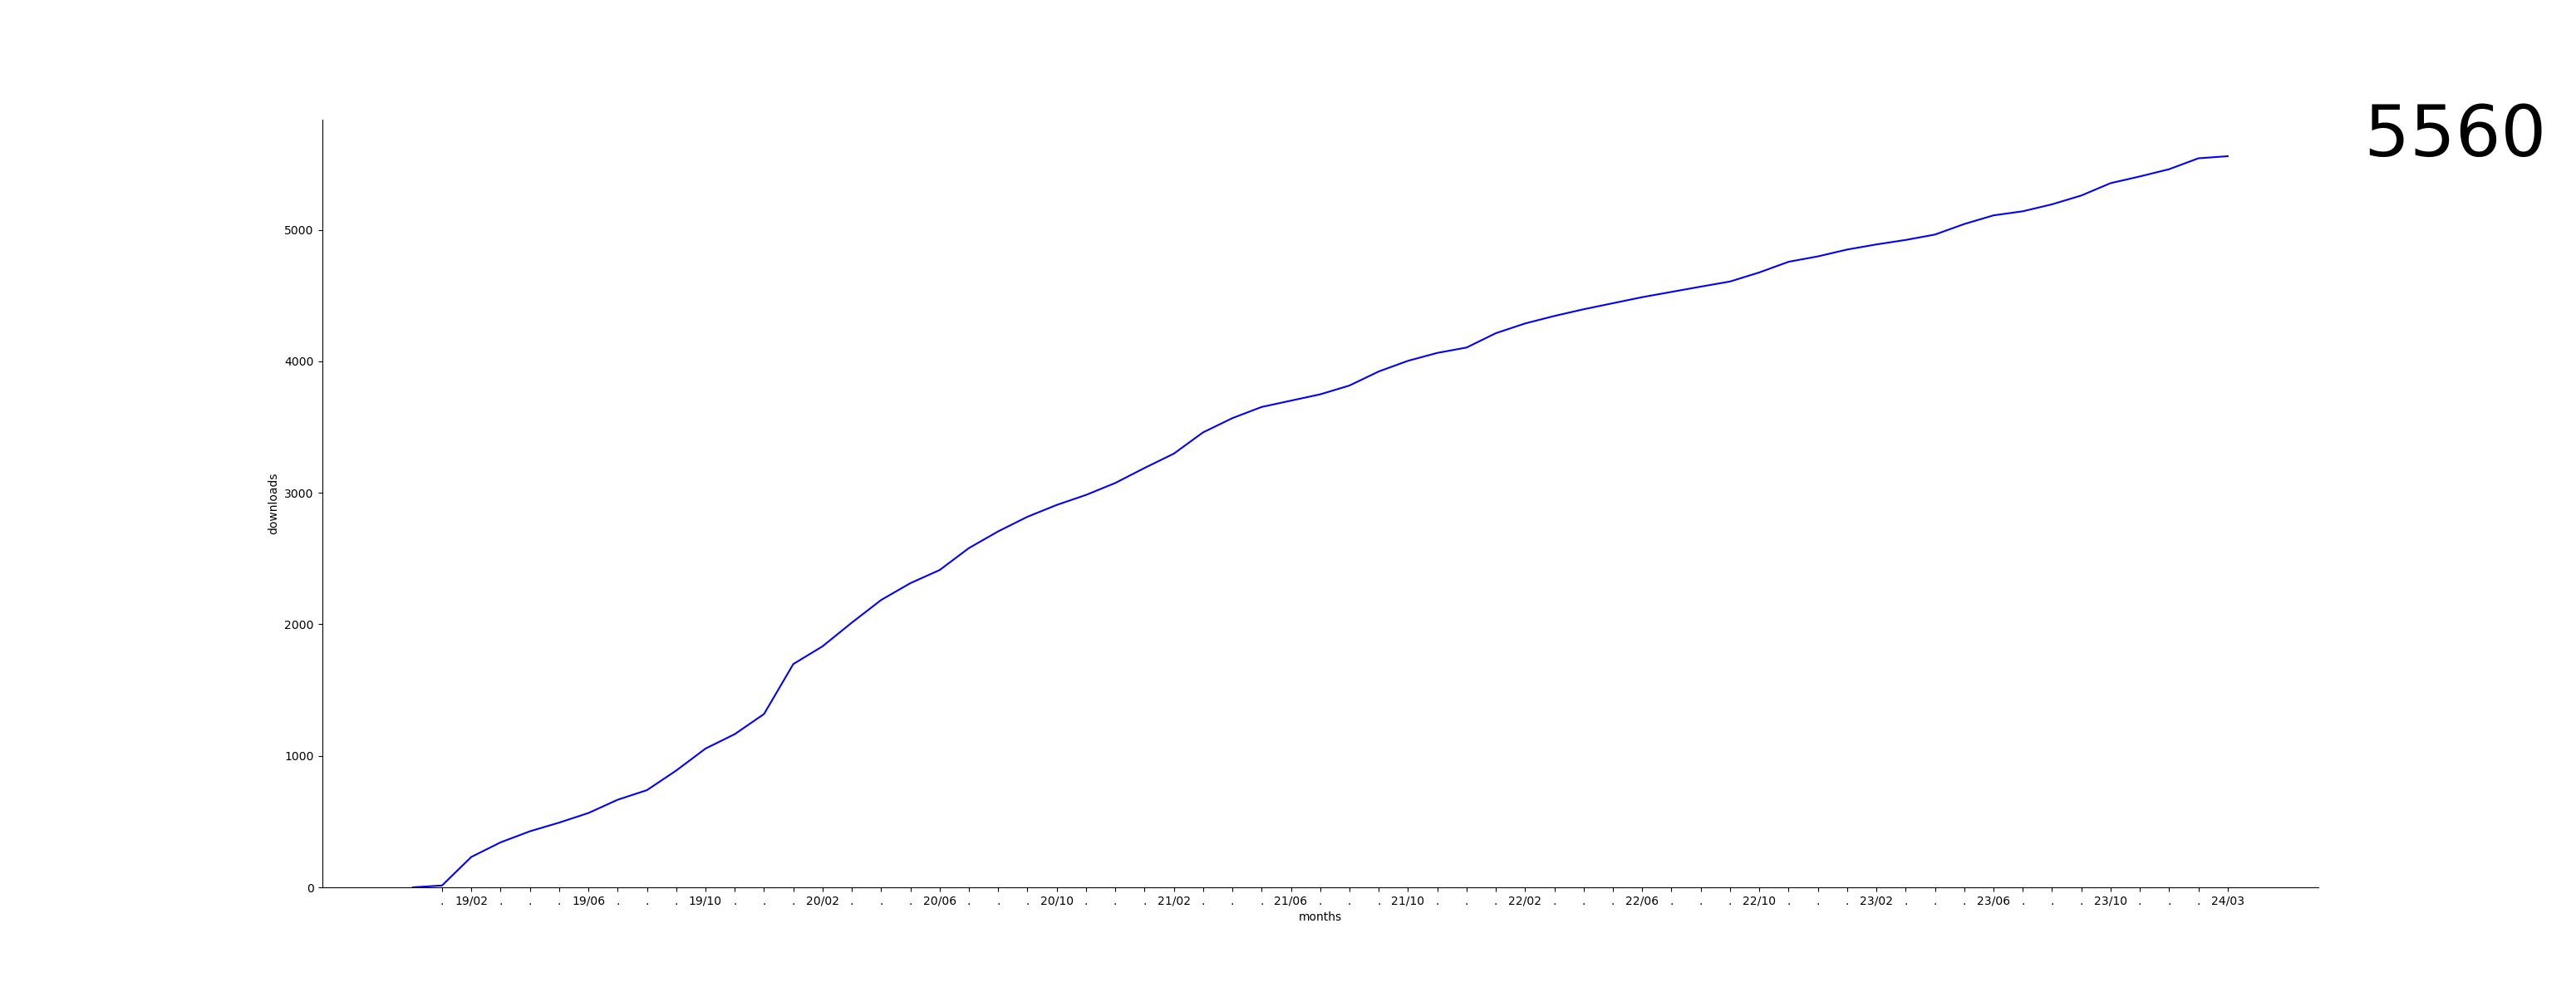 5560
5000
4000
3000
2000
1000
0
downloads
. 19/02 . . . 19/06 . . . 19/10 . . . 20/02 . . . 20/06 . . . 20/10 . . . 21/02 . . . 21/06 . . . 21/10 . . . 22/02 . . . 22/06 . . . 22/10 . . . 23/02 . . . 23/06 . . . 23/10 . . . 24/03
months